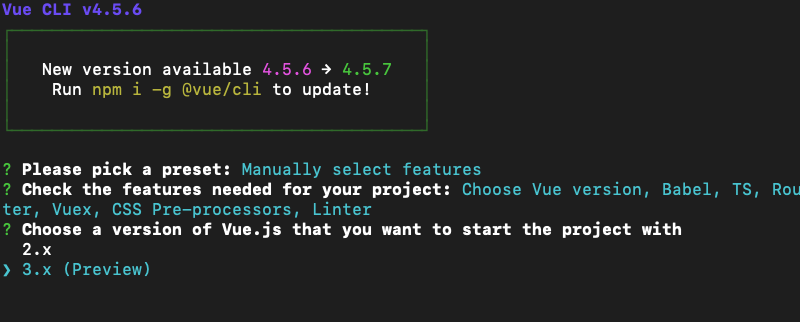 Vue CLI v4.5.6
New version available 4.5.6 → 4.5.7
Run npm i -g @vue/cli to update!
? Please pick a preset: Manually select features
? Check the features needed for your project: Choose Vue version, Babel, TS, Rou
ter, Vuex, CSS Pre-processors, Linter
? Choose a version of Vue.js that you want to start the project with
2.x
❯ 3.x (Preview)